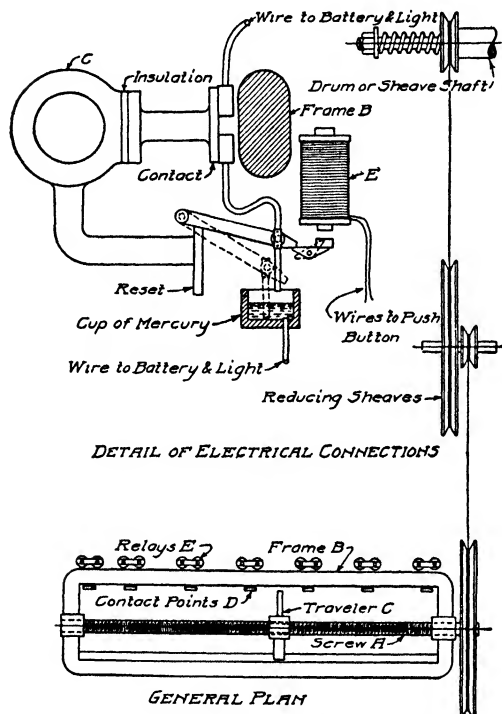 Wire to Battery & Light
C
Insulation
Drum or Sheave Shaft
Frame B
Contact
E
Reset
Cup of Mercury
Wires to Push
Button
Wire to Battery & Light
Reducing Sheaves
DETAIL OF ELECTRICAL CONNECTIONS
Relays E
Frame B
Contact Points D
Traveler C
Screw A
GENERAL PLAN